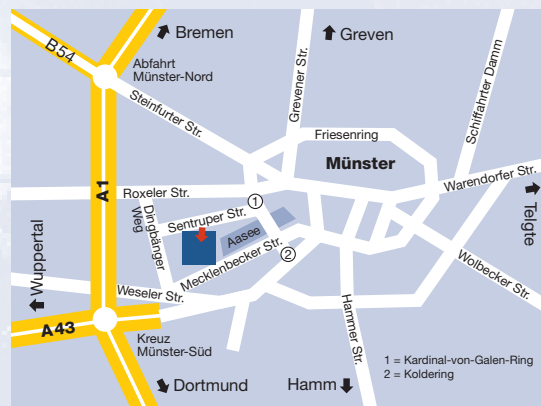 Bremen
Greven
B54
Abfahrt
Münster-Nord
Steinfurter Str.
Grevener Str.
Schiffahrter Damm
Friesenring
Münster
A1
Roxeler Str.
1
Warendorfer Str.
Telgte
Dingbänger
Weg
Sentruper Str.
Aasee
Mecklenbecker Str.
2
Wuppertal
Weseler Str.
Wolbecker Str.
Hammer Str.
A43
Kreuz
Münster-Süd
Dortmund
Hamm
1 = Kardinal-von-Galen-Ring
2 = Koldering